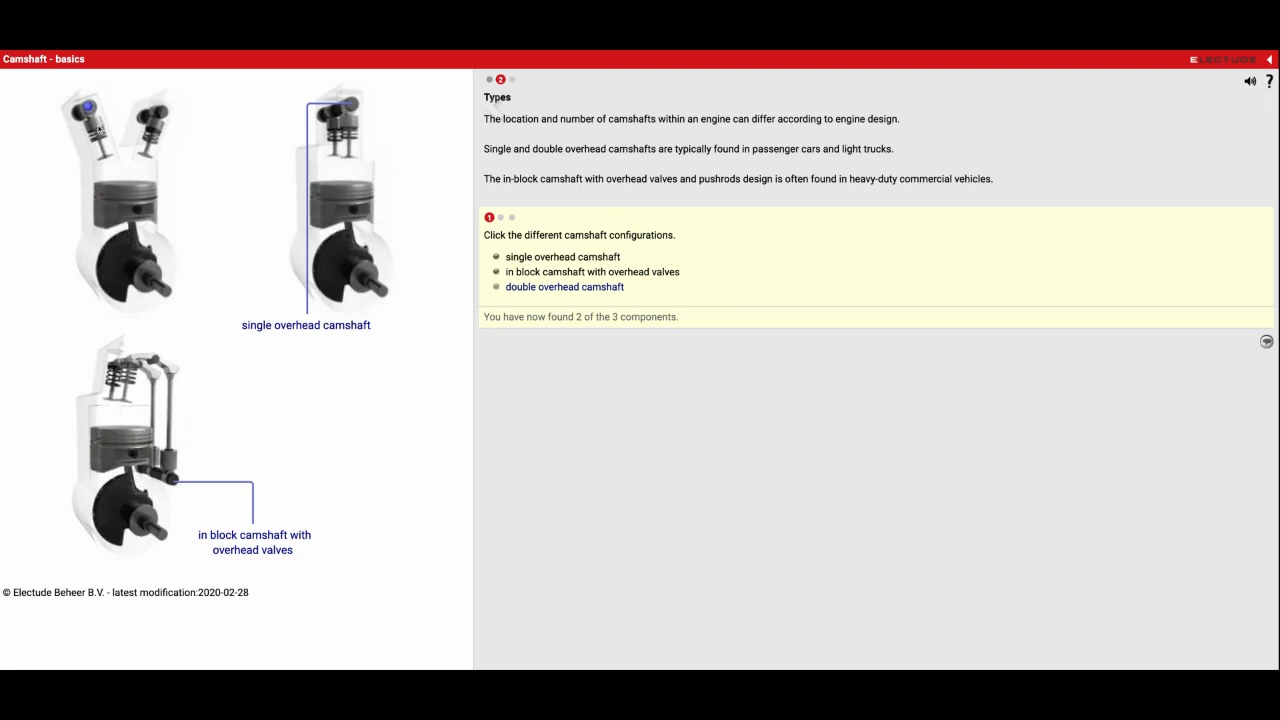 Camshaft - basics
ELECTUDE
2
Types
The location and number of camshafts within an engine can differ according to engine design.
Single and double overhead camshafts are typically found in passenger cars and light trucks.
The in-block camshaft with overhead valves and pushrods design is often found in heavy-duty commercial vehicles.
1
Click the different camshaft configurations.
single overhead camshaft
in block camshaft with overhead valves
double overhead camshaft
You have now found 2 of the 3 components.
single overhead camshaft
in block camshaft with
overhead valves
© Electude Beheer B.V. - latest modification:2020-02-28